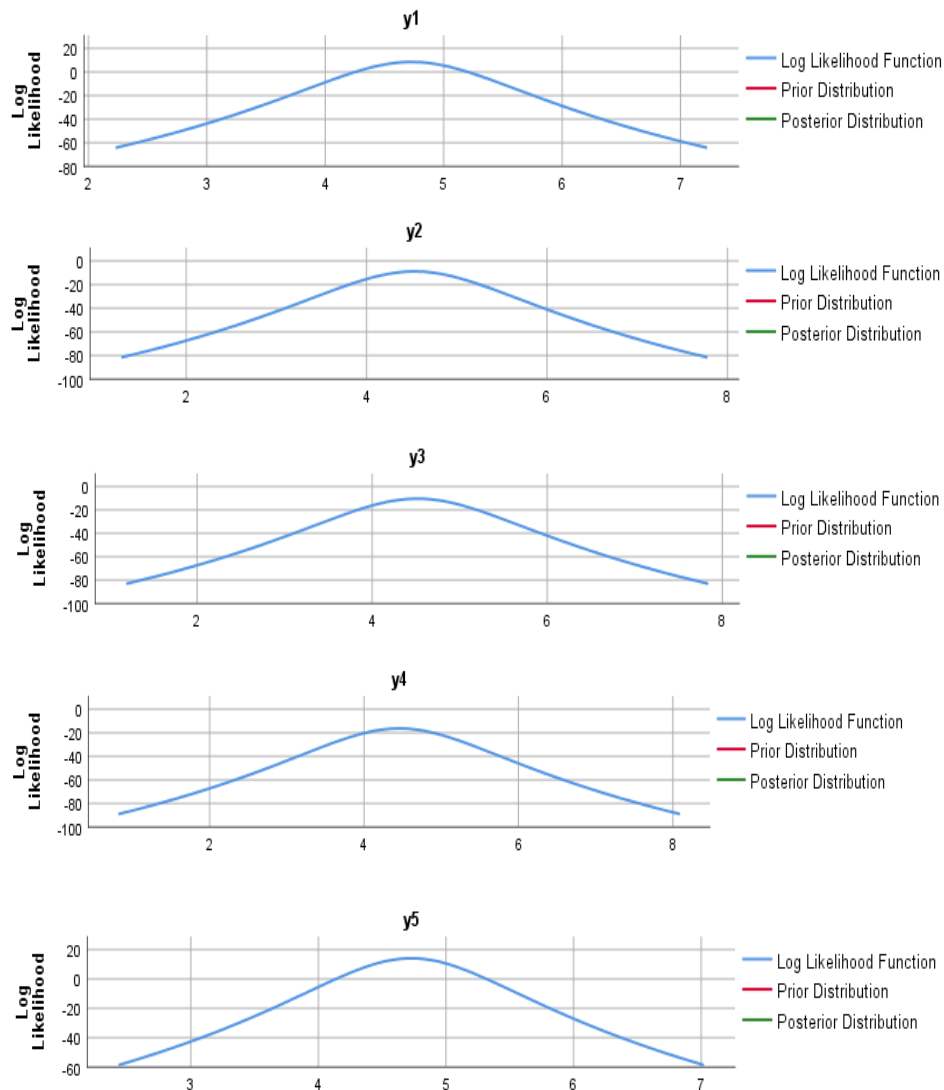 y1
20
0
-20
-40
-60
-80
2 3 4 5 6 7
Log
Likelihood
Log Likelihood Function
Prior Distribution
Posterior Distribution
y2
0
-20
-40
-60
-80
-100
2 4 6 8
Log
Likelihood
Log Likelihood Function
Prior Distribution
Posterior Distribution
y3
0
-20
-40
-60
-80
-100
2 4 6 8
Log
Likelihood
Log Likelihood Function
Prior Distribution
Posterior Distribution
y4
0
-20
-40
-60
-80
-100
2 4 6 8
Log
Likelihood
Log Likelihood Function
Prior Distribution
Posterior Distribution
y5
20
0
-20
-40
-60
3 4 5 6 7
Log
Likelihood
Log Likelihood Function
Prior Distribution
Posterior Distribution